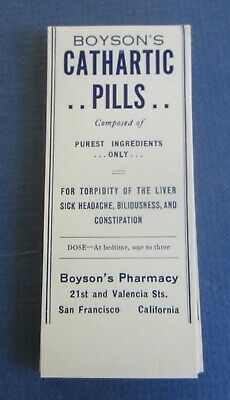 BOYSON'S
CATHARTIC
.. PILLS ..
Composed of
PUREST INGREDIENTS
... ONLY ...
FOR TORPIDITY OF THE LIVER
SICK HEADACHE, BILIOUSNESS, AND
CONSTIPATION
DOSE—At bedtime, one to three
Boyson's Pharmacy
21st and Valencia Sts.
San Francisco California